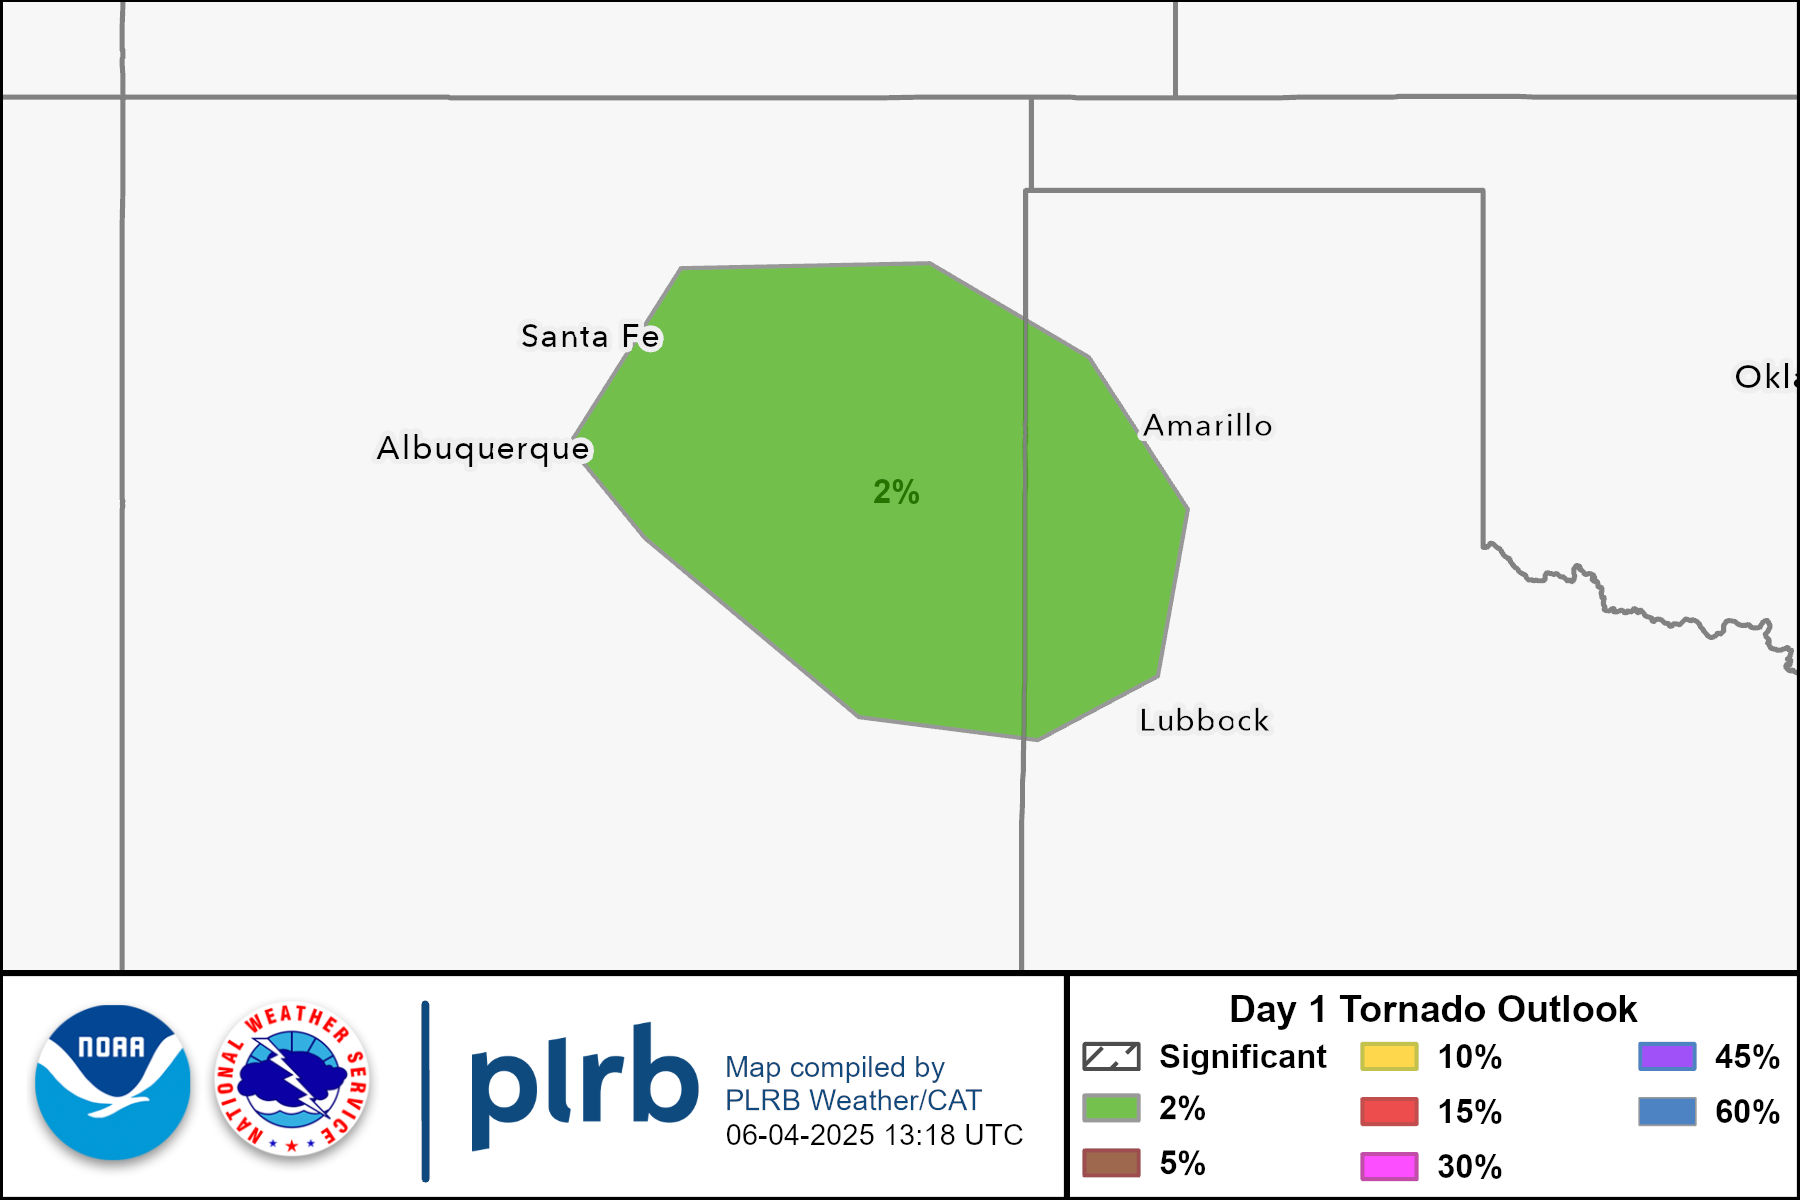 Santa Fe
Okla
Amarillo
Albuquerque
2%
Lubbock
NOAA
NATIONAL WEATHER SERVICE
plrb
Map compiled by
PLRB Weather/CAT
06-04-2025 13:18 UTC
Day 1 Tornado Outlook
Significant
2%
5%
10%
15%
30%
45%
60%